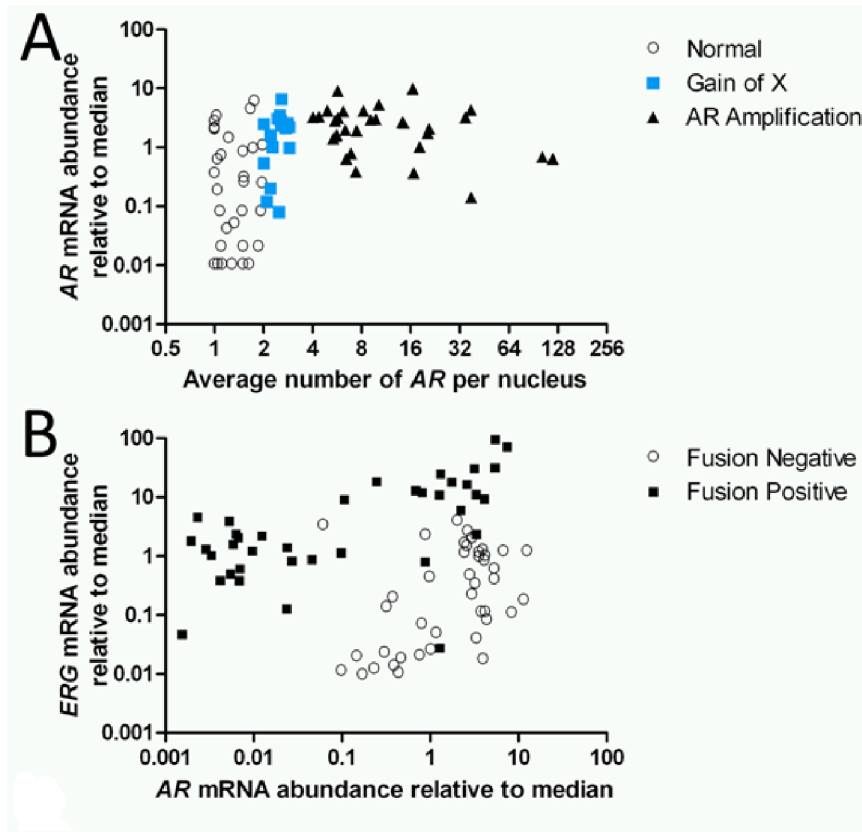 A
AR mRNA abundance
relative to median
100
10
1
0.1
0.01
0.001
0.5 1 2 4 8 16 32 64 128 256
Average number of AR per nucleus
Normal
Gain of X
AR Amplification
B
ERG mRNA abundance
relative to median
100
10
1
0.1
0.01
0.001
0.001 0.01 0.1 1 10 100
AR mRNA abundance relative to median
Fusion Negative
Fusion Positive